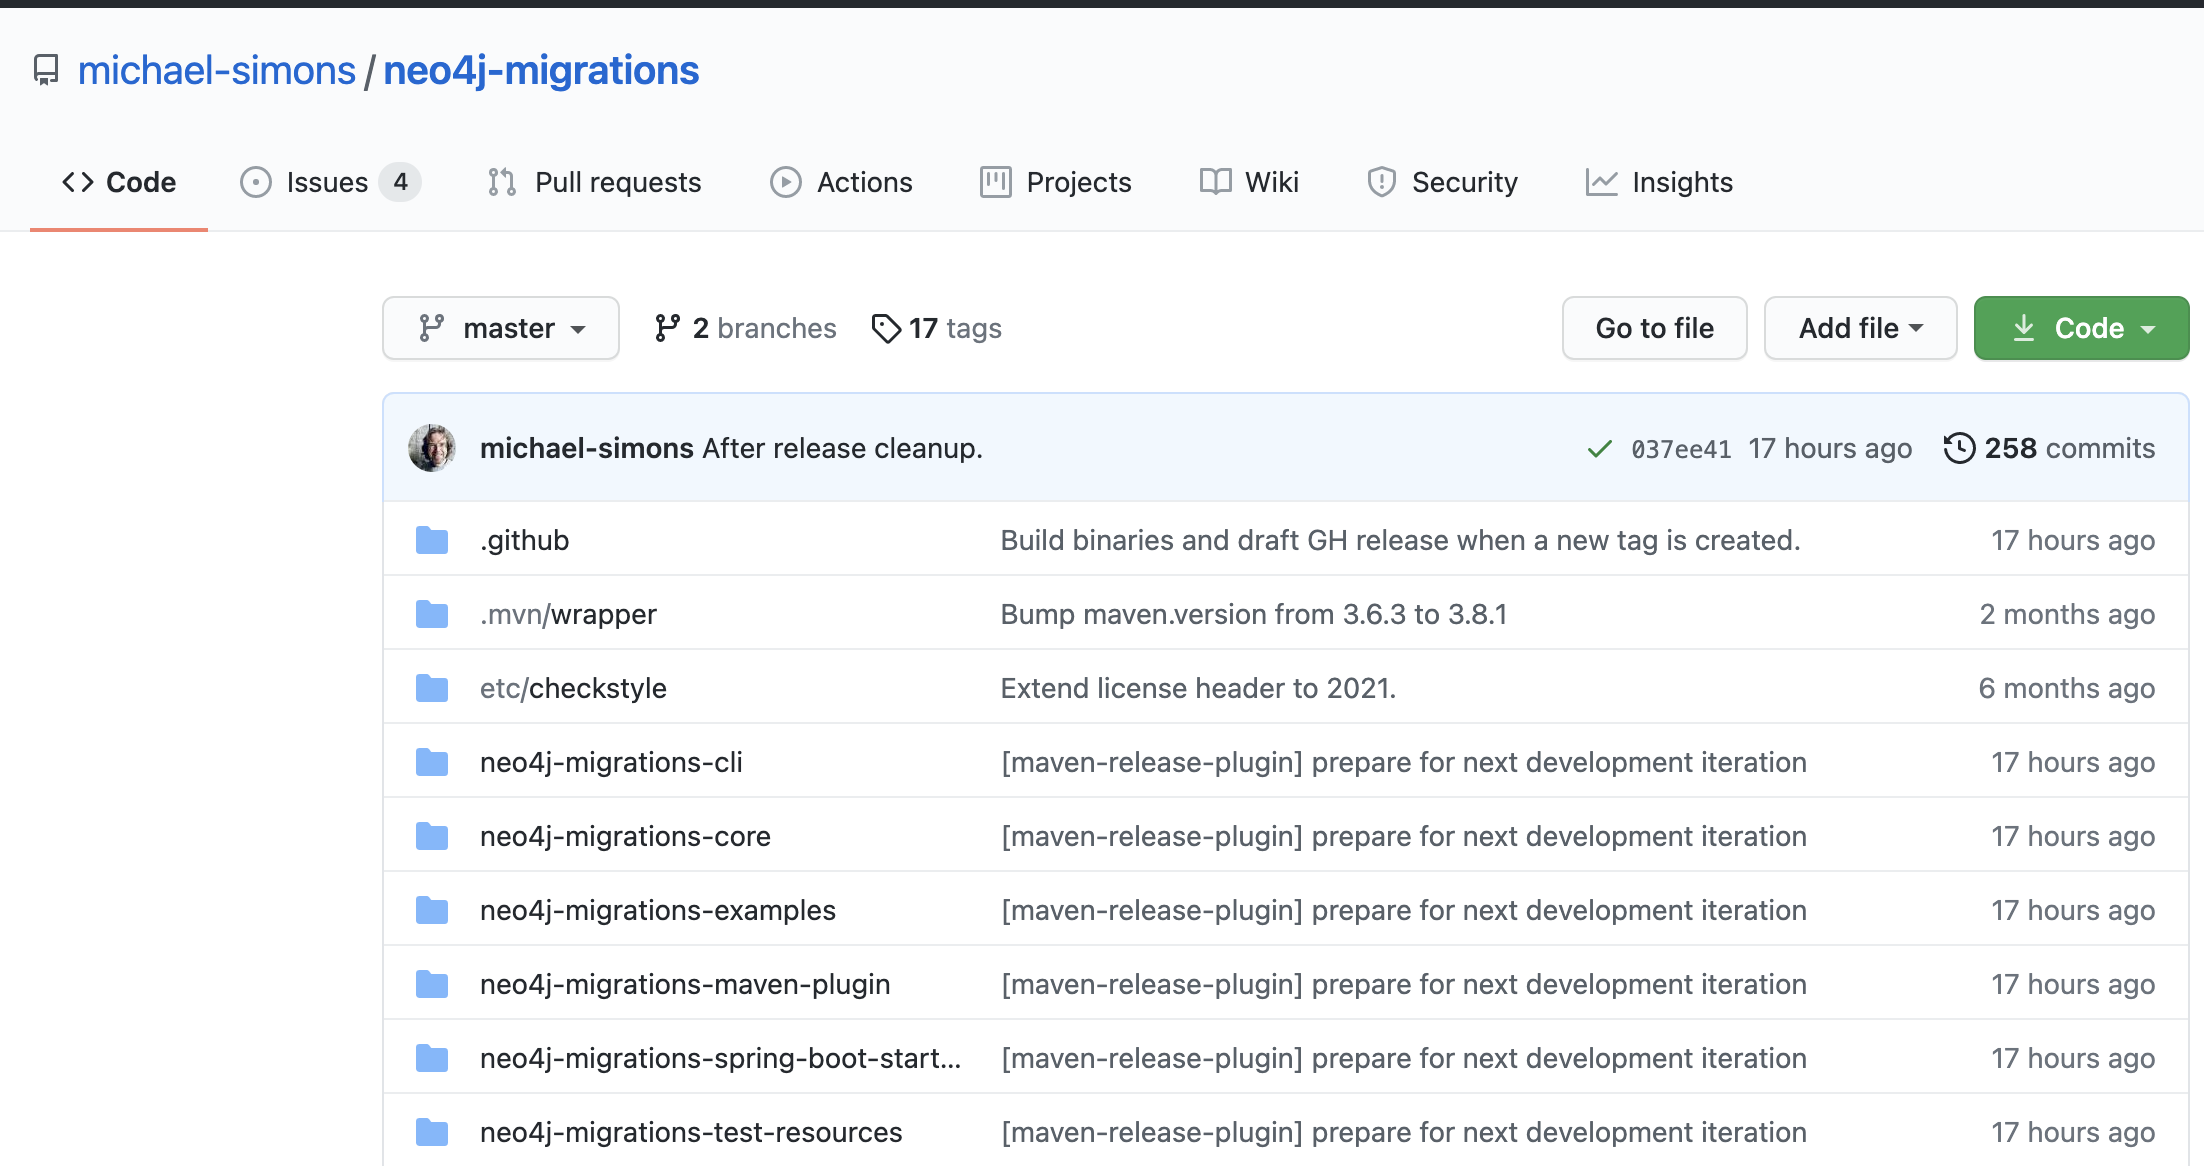 michael-simons / neo4j-migrations
Code Issues 4 Pull requests Actions Projects Wiki Security Insights
master 2 branches 17 tags Go to file Add file Code
michael-simons After release cleanup. 037ee41 17 hours ago 258 commits
.github Build binaries and draft GH release when a new tag is created. 17 hours ago
.mvn/wrapper Bump maven.version from 3.6.3 to 3.8.1 2 months ago
etc/checkstyle Extend license header to 2021. 6 months ago
neo4j-migrations-cli [maven-release-plugin] prepare for next development iteration 17 hours ago
neo4j-migrations-core [maven-release-plugin] prepare for next development iteration 17 hours ago
neo4j-migrations-examples [maven-release-plugin] prepare for next development iteration 17 hours ago
neo4j-migrations-maven-plugin [maven-release-plugin] prepare for next development iteration 17 hours ago
neo4j-migrations-spring-boot-start... [maven-release-plugin] prepare for next development iteration 17 hours ago
neo4j-migrations-test-resources [maven-release-plugin] prepare for next development iteration 17 hours ago